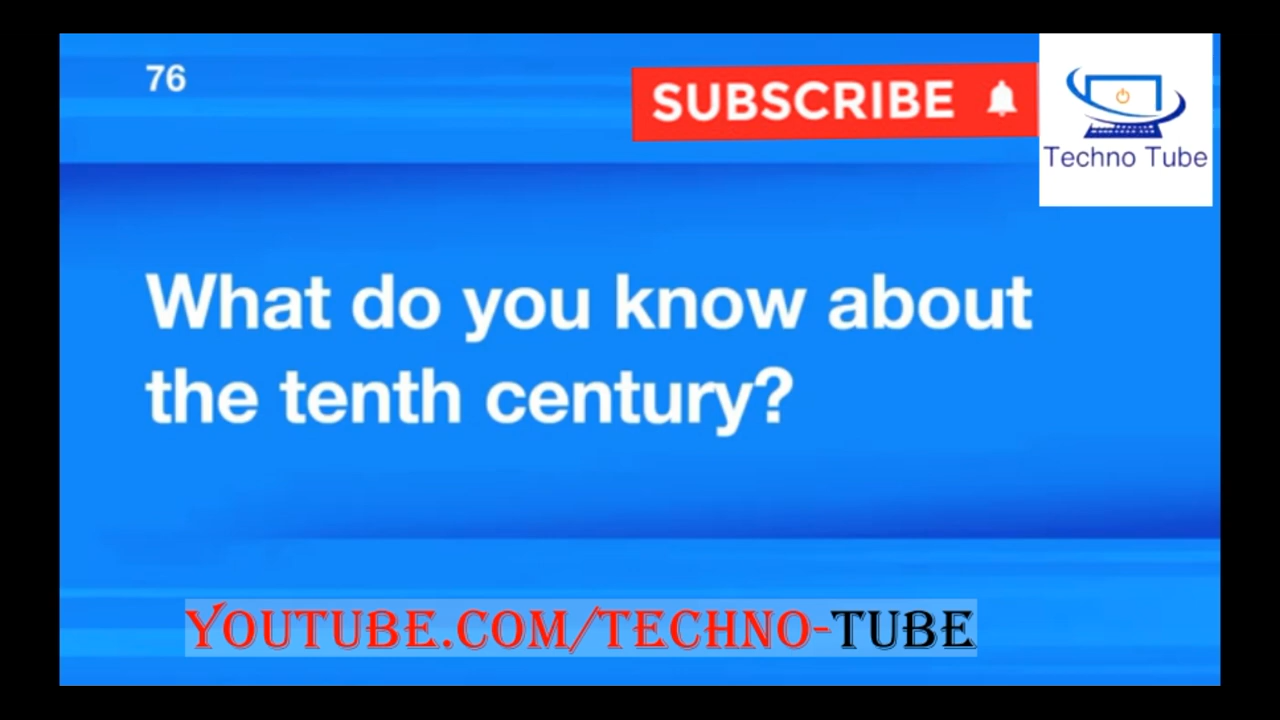 76
SUBSCRIBE
Techno Tube
What do you know about
the tenth century?
YOUTUBE.COM/TECHNO-TUBE